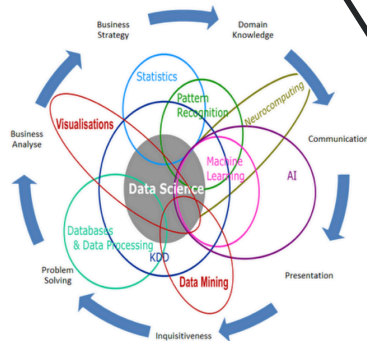 Business
Strategy
Domain
Knowledge
Statistics
Pattern
Recognition
Neurocomputing
Visualisations
Business
Analyse
Communication
Machine
Learning
AI
Data Science
Databases
& Data Processing
KDD
Problem
Solving
Data Mining
Presentation
Inquisitiveness